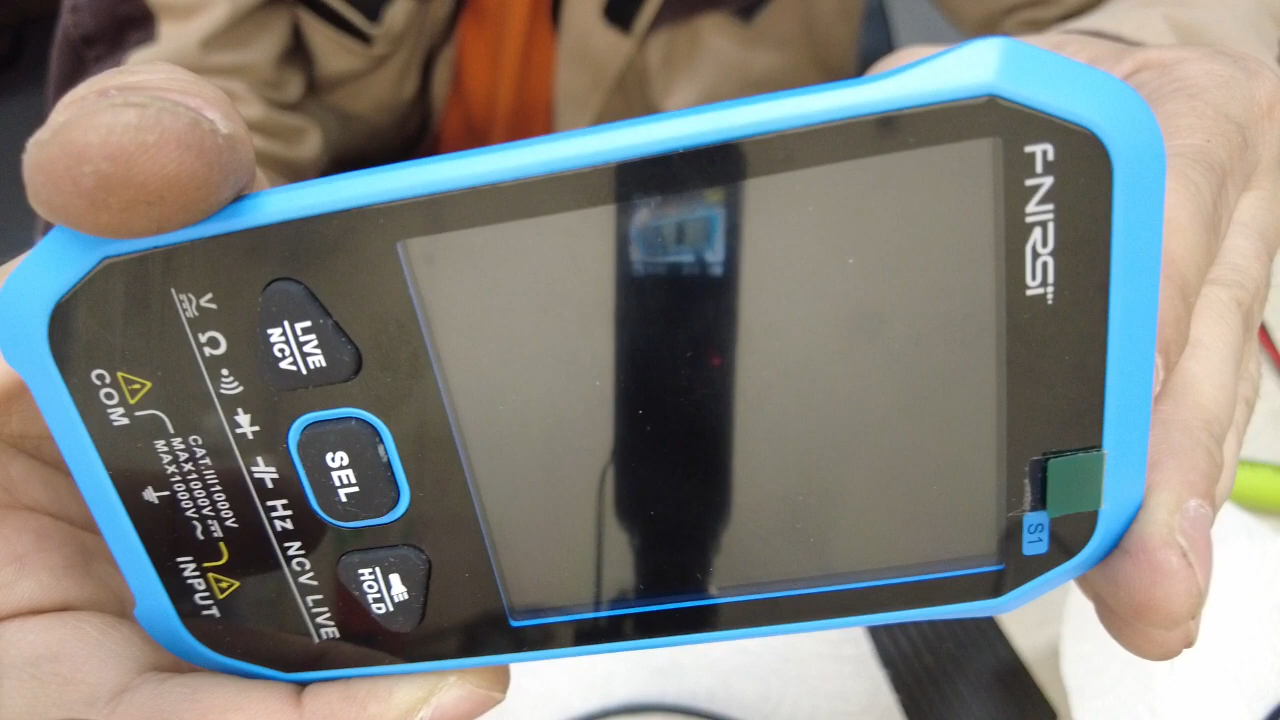 FNIRSI
S1
LIVE
NCV
SEL
HOLD
V Ω Hz NCV LIVE
COM
CAT.III1000V
MAX1000V
MAX1000V
INPUT